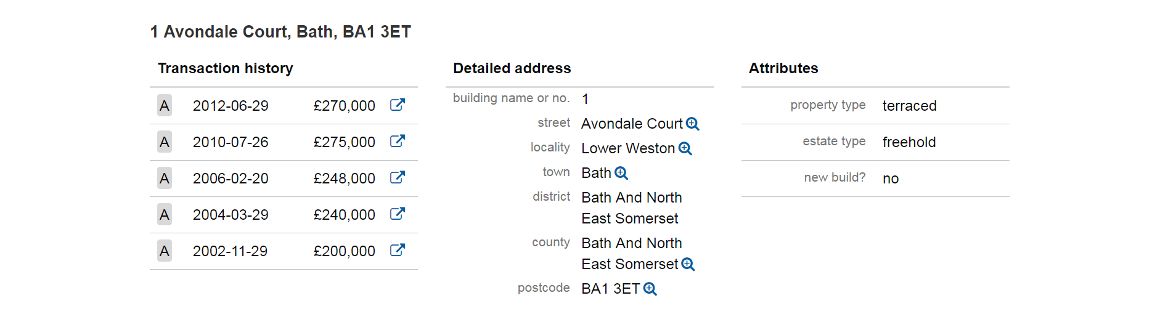 1 Avondale Court, Bath, BA1 3ET
Transaction history
A 2012-06-29 £270,000
A 2010-07-26 £275,000
A 2006-02-20 £248,000
A 2004-03-29 £240,000
A 2002-11-29 £200,000
Detailed address
building name or no. 1
street Avondale Court
locality Lower Weston
town Bath
district Bath And North
East Somerset
county Bath And North
East Somerset
postcode BA1 3ET
Attributes
property type terraced
estate type freehold
new build? no